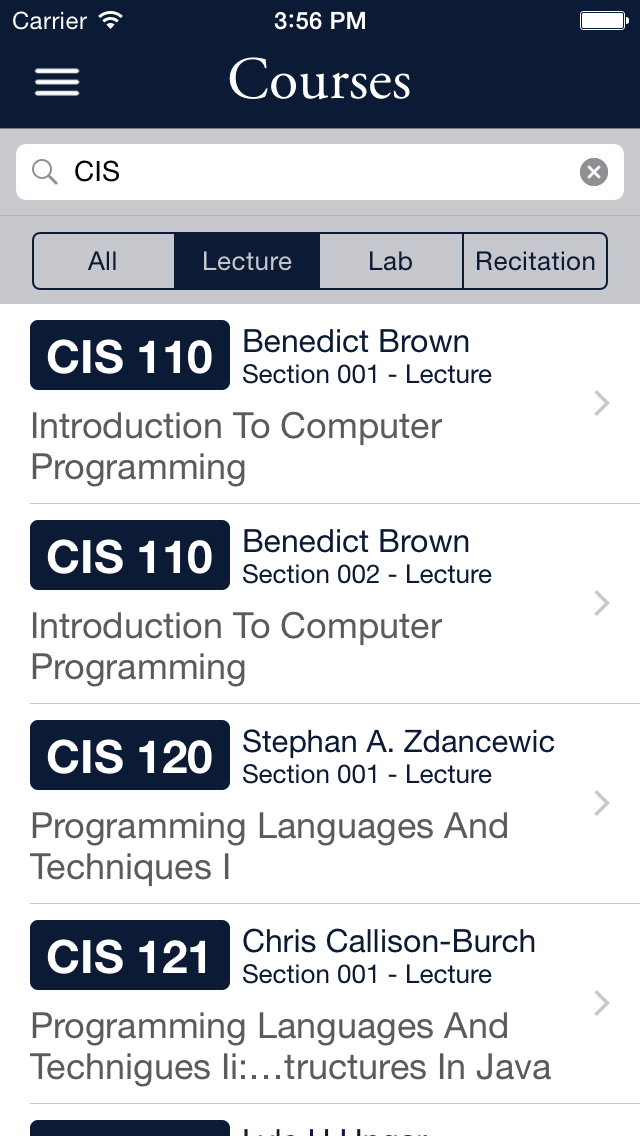 Carrier 3:56 PM
Courses
CIS
All Lecture Lab Recitation
CIS 110 Benedict Brown
Section 001 - Lecture
Introduction To Computer
Programming
CIS 110 Benedict Brown
Section 002 - Lecture
Introduction To Computer
Programming
CIS 120 Stephan A. Zdancewic
Section 001 - Lecture
Programming Languages And
Techniques I
CIS 121 Chris Callison-Burch
Section 001 - Lecture
Programming Languages And
Technigues Ii:...tructures In Java